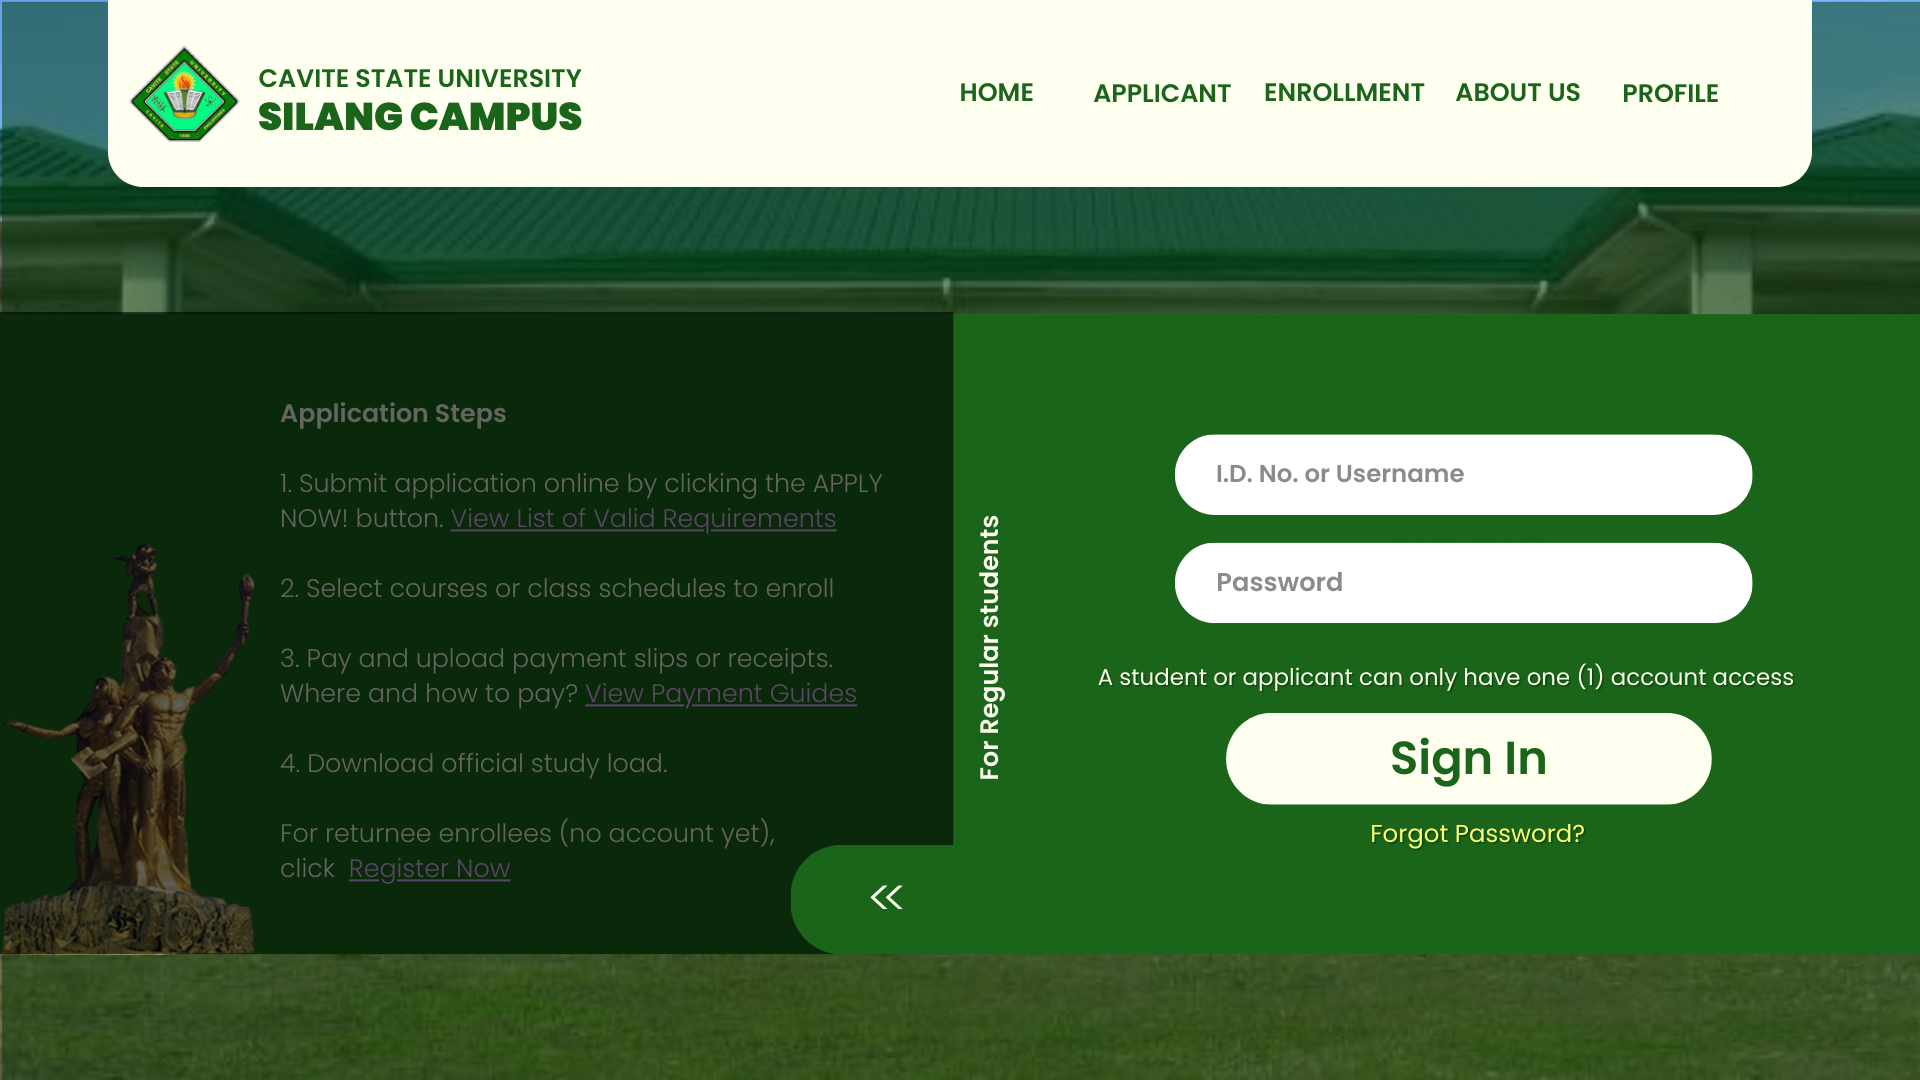 CAVITE STATE UNIVERSITY
SILANG CAMPUS
HOME
APPLICANT
ENROLLMENT
ABOUT US
PROFILE
Application Steps
1. Submit application online by clicking the APPLY
NOW! button. View List of Valid Requirements
2. Select courses or class schedules to enroll
3. Pay and upload payment slips or receipts.
Where and how to pay? View Payment Guides
4. Download official study load.
For returnee enrollees (no account yet),
click Register Now
For Regular students
I.D. No. or Username
Password
A student or applicant can only have one (1) account access
Sign In
Forgot Password?